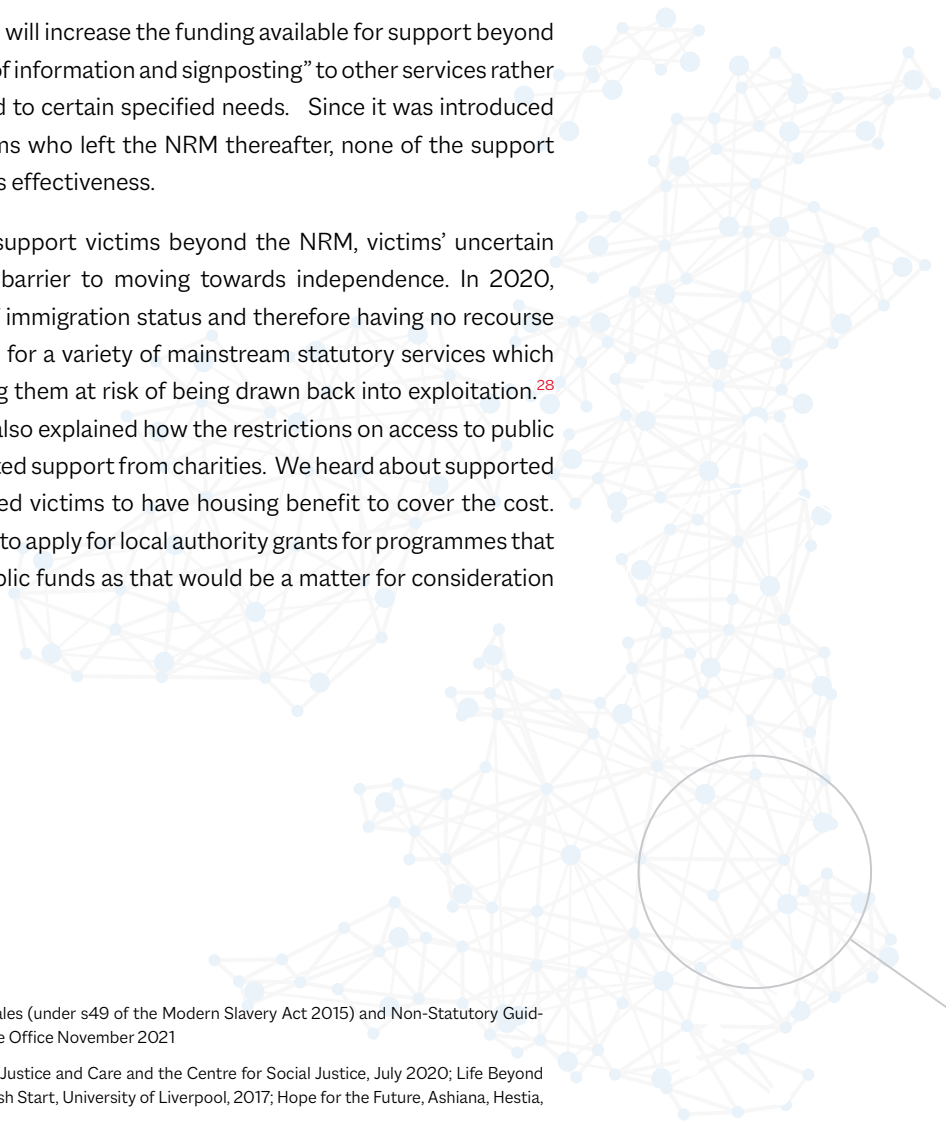 will increase the funding available for support beyond
of information and signposting” to other services rather
to certain specified needs. Since it was introduced
who left the NRM thereafter, none of the support
effectiveness.
support victims beyond the NRM, victims’ uncertain
barrier to moving towards independence. In 2020,
immigration status and therefore having no recourse
for a variety of mainstream statutory services which
them at risk of being drawn back into exploitation.28
also explained how the restrictions on access to public
support from charities. We heard about supported
victims to have housing benefit to cover the cost.
to apply for local authority grants for programmes that
funds as that would be a matter for consideration
(under s49 of the Modern Slavery Act 2015) and Non-Statutory Guid-
Office November 2021
Justice and Care and the Centre for Social Justice, July 2020; Life Beyond
Start, University of Liverpool, 2017; Hope for the Future, Ashiana, Hestia,